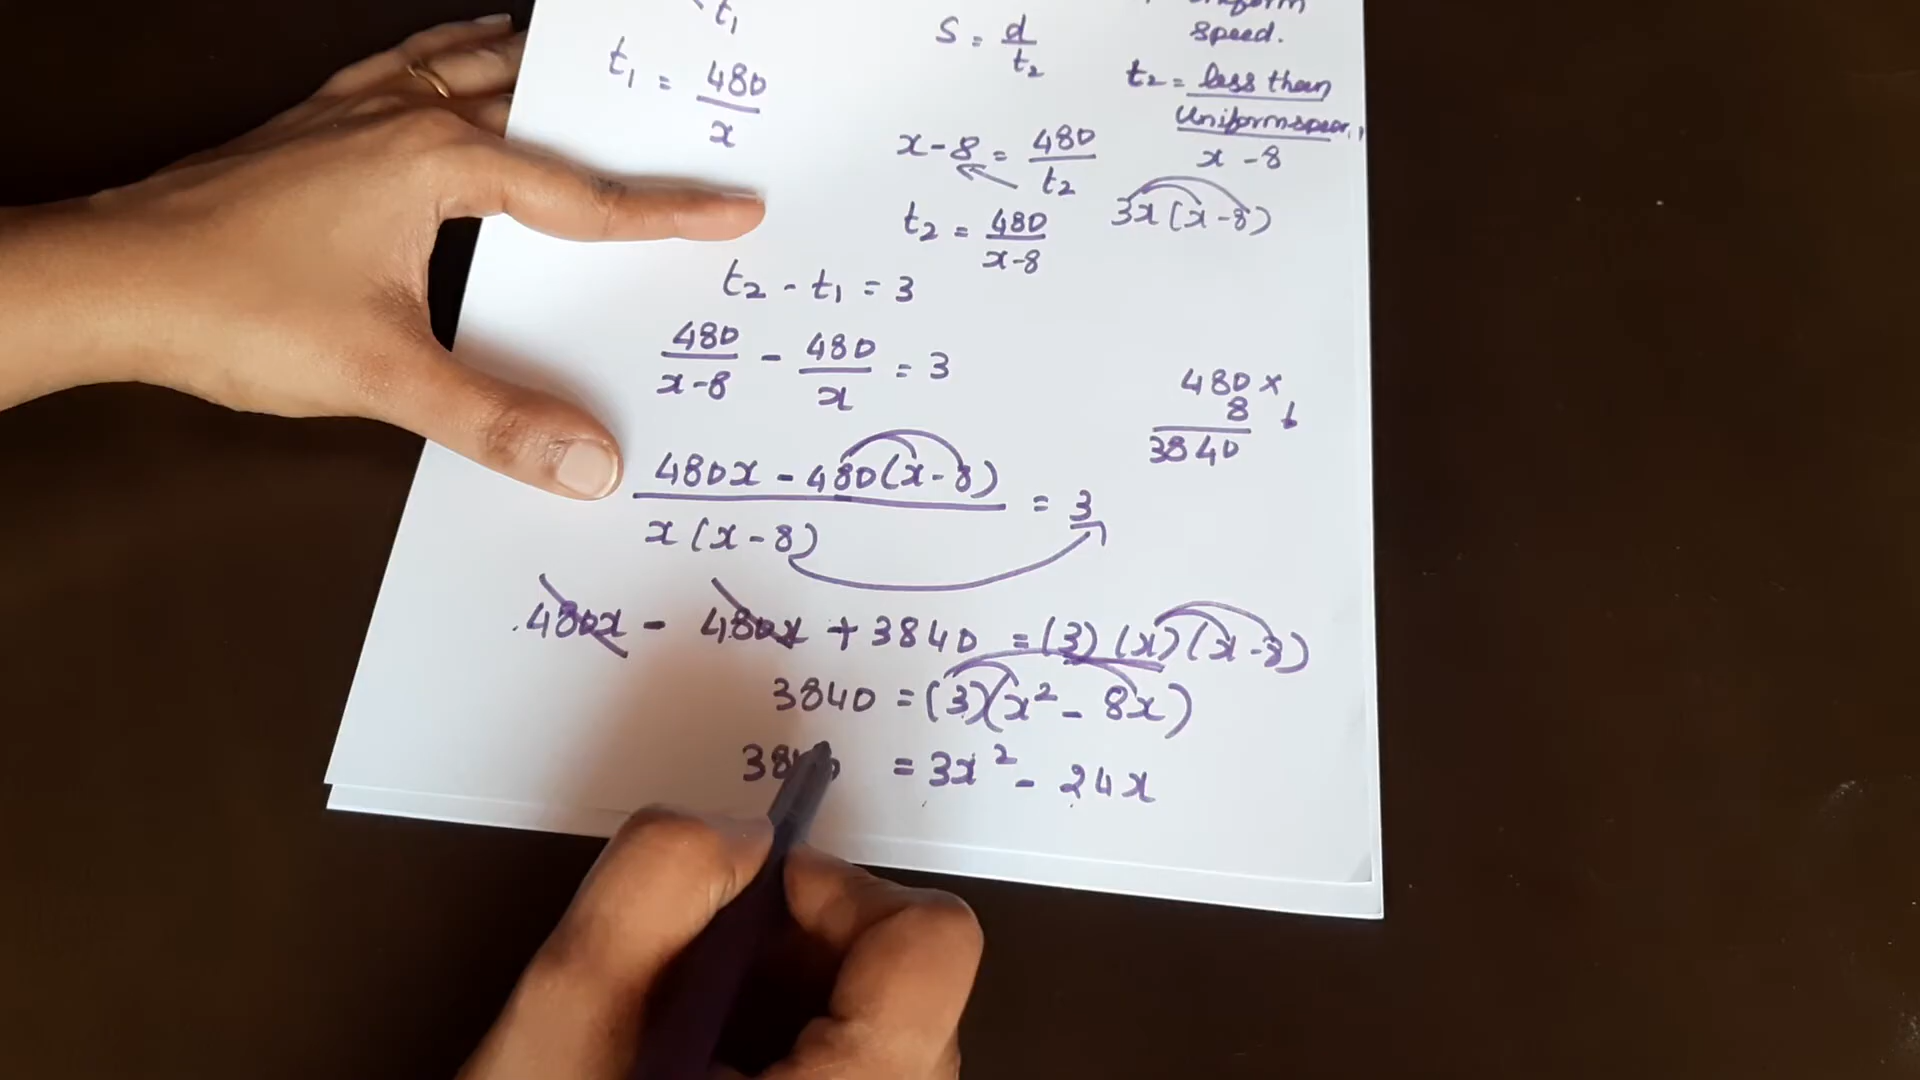 t₁
t₁ = 480/x
S = d/t₂
speed.
t₂ = less than
x - 8
x - 8 = 480/t₂
t₂ = 480/x-8
3x(x-8)
t₂ - t₁ = 3
480/x-8 - 480/x = 3
480 x
8
3840
480x - 480(x-8)/x(x-8) = 3
480x - 480x + 3840 = (3)(x)(x-8)
3840 = (3)(x² - 8x)
3840 = 3x² - 24x